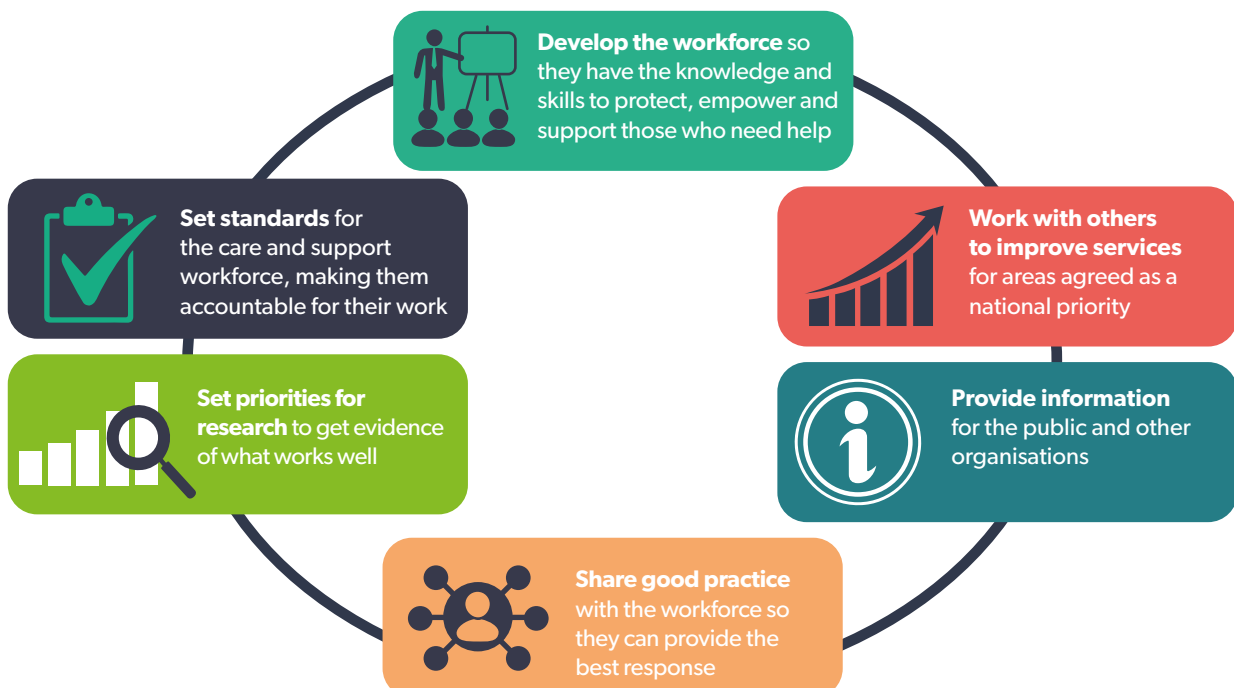 Develop the workforce so
they have the knowledge and
skills to protect, empower and
support those who need help
Set standards for
the care and support
workforce, making them
accountable for their work
Work with others
to improve services
for areas agreed as a
national priority
Set priorities for
research to get evidence
of what works well
Provide information
for the public and other
organisations
Share good practice
with the workforce so
they can provide the
best response